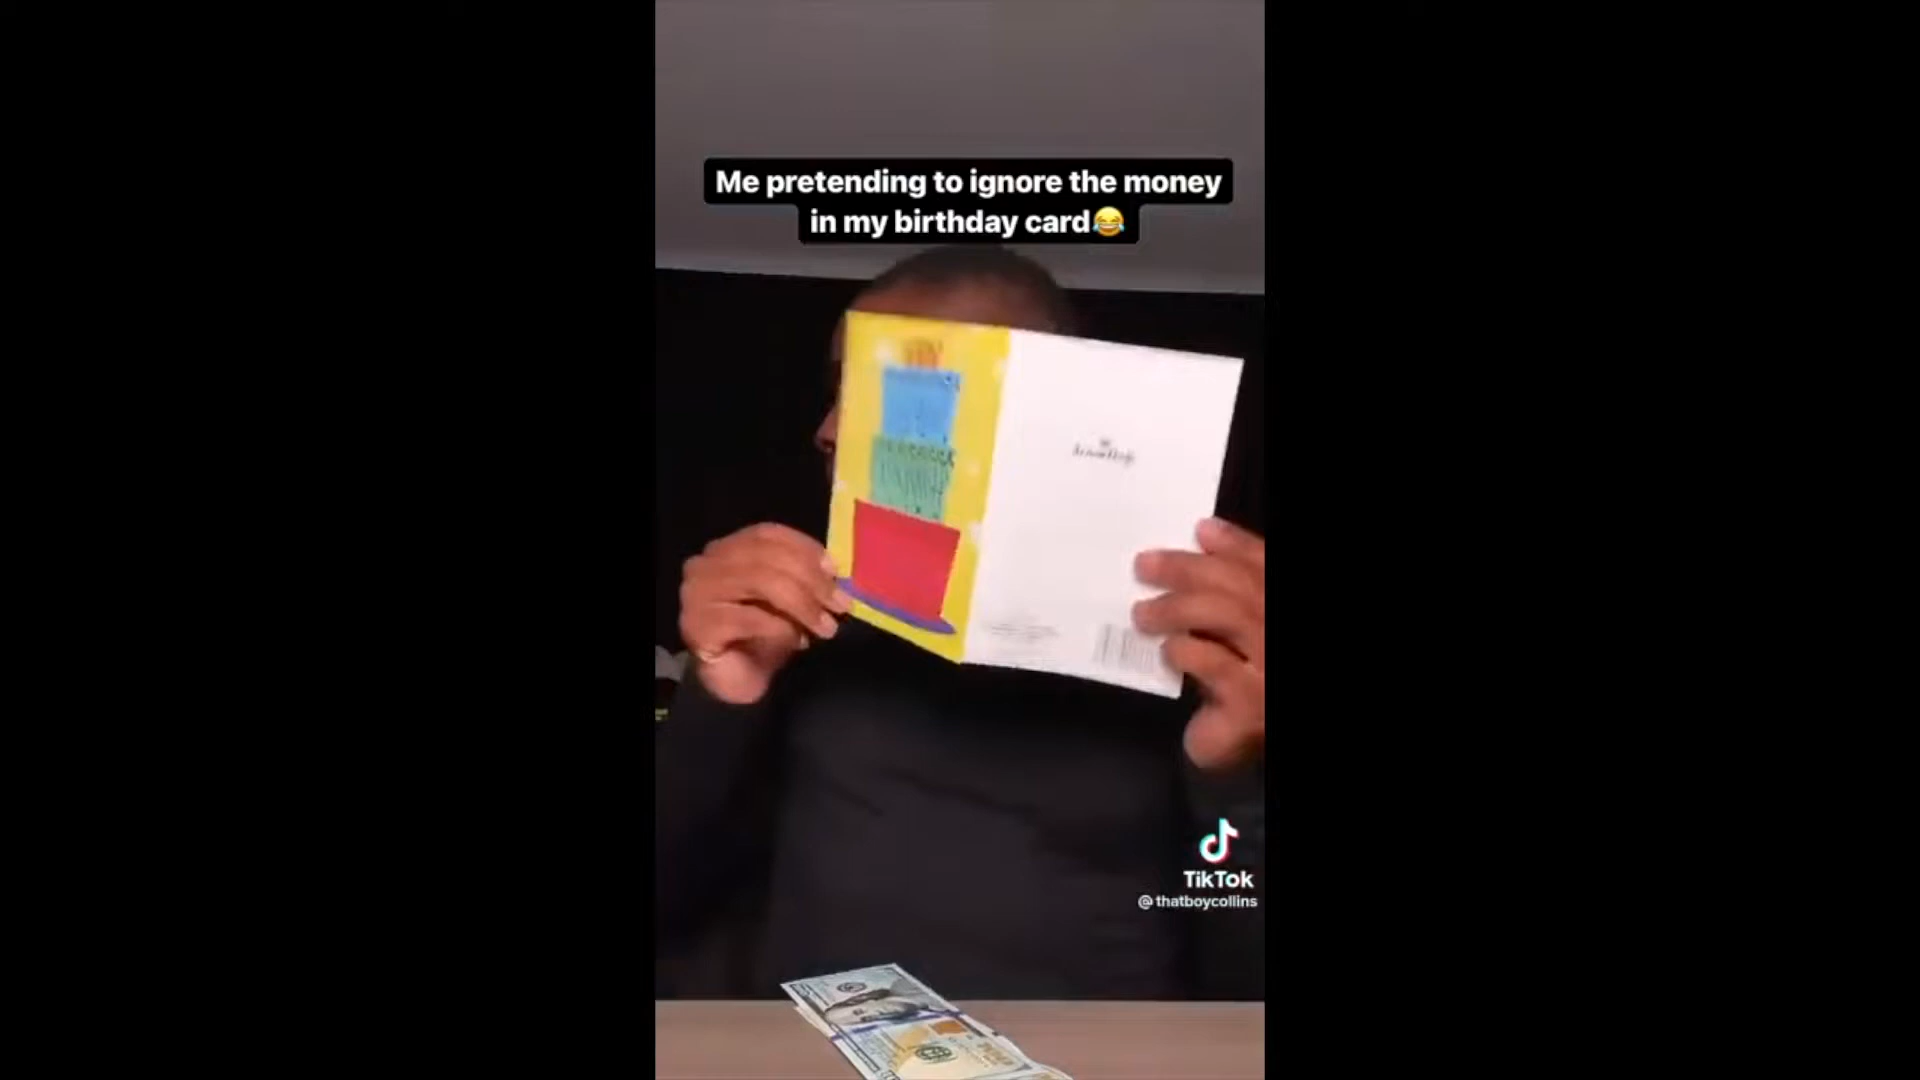 Me pretending to ignore the money
in my birthday card😂
TikTok
@thatboycollins